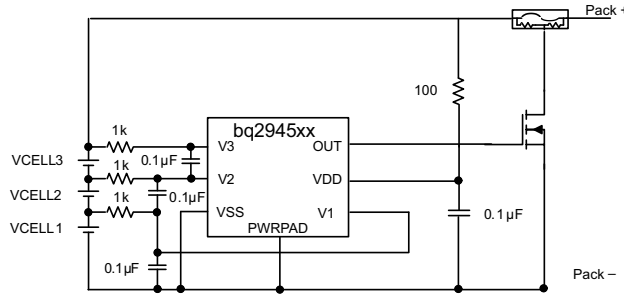 Pack +
100
bq2945xx
1k
V3
OUT
VCELL3
0.1µF
1k
V2
VDD
VCELL2
0.1µF
1k
VSS
V1
0.1µF
VCELL1
PWRPAD
0.1µF
Pack –